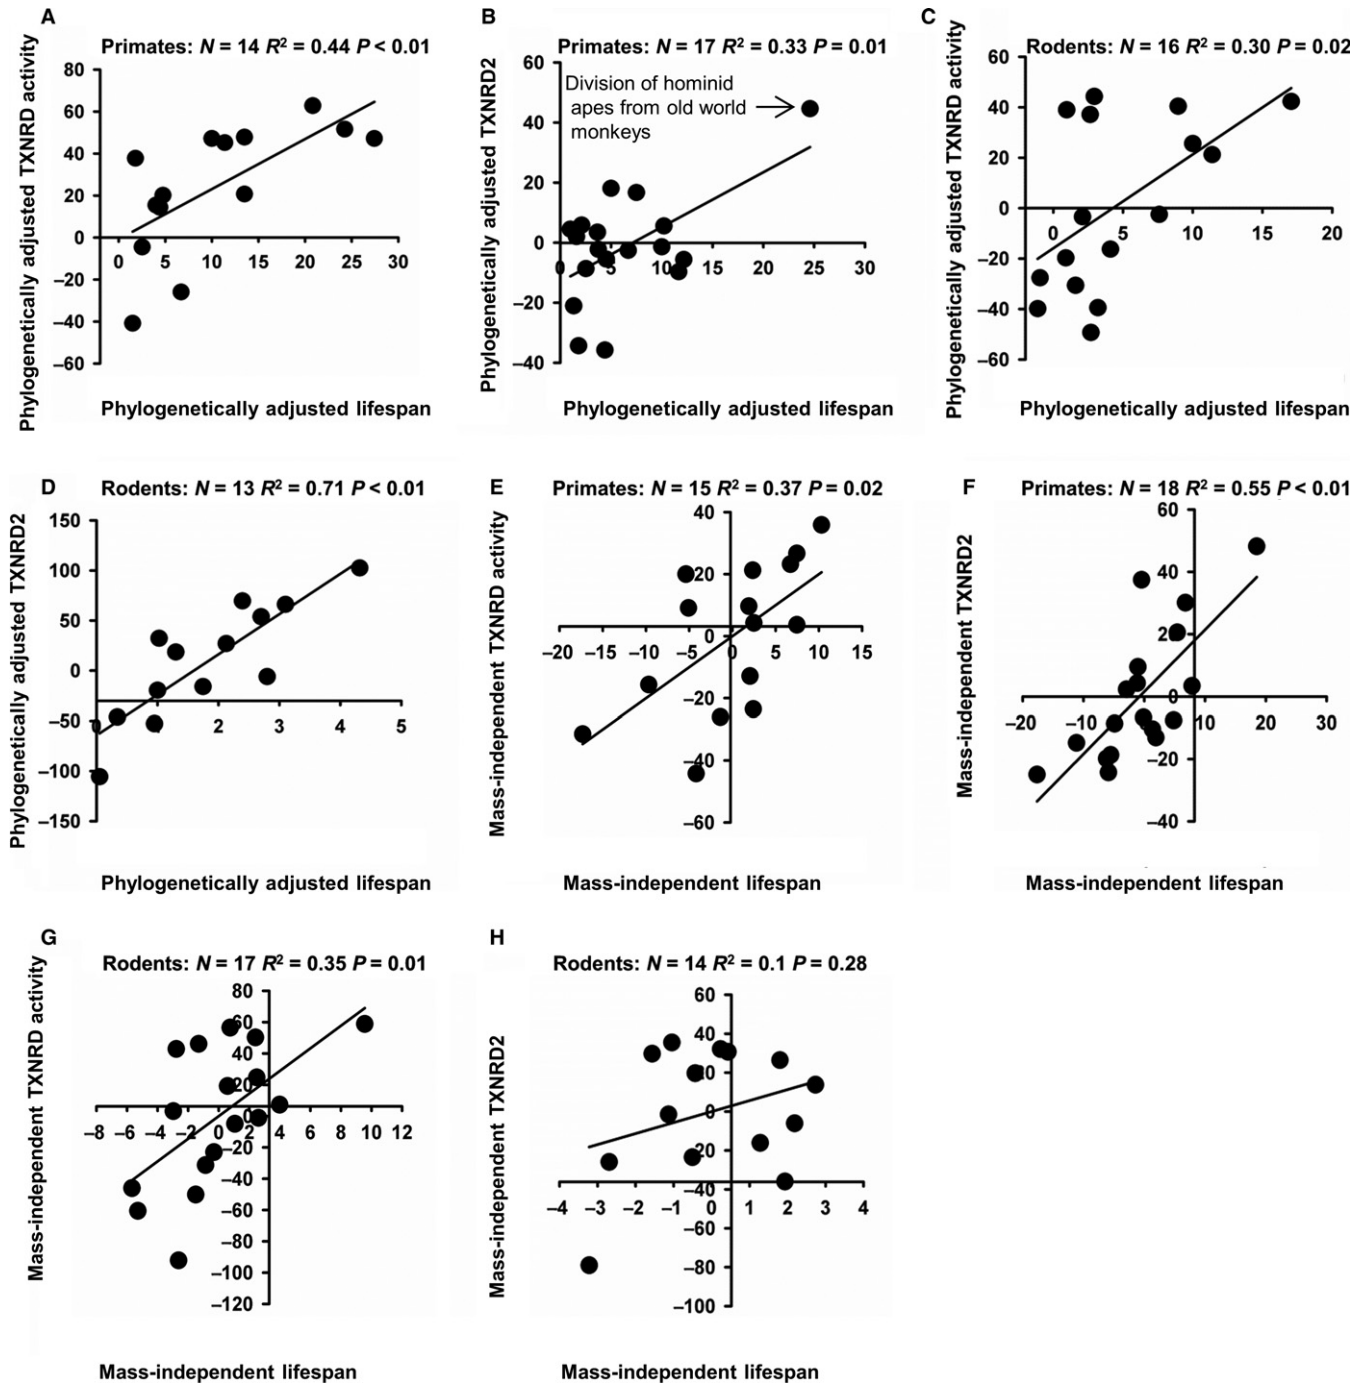 A
Primates: N = 14 R² = 0.44 P < 0.01
Phylogenetically adjusted TXNRD activity
80
60
40
20
0
–20
–40
–60
0 5 10 15 20 25 30
Phylogenetically adjusted lifespan
B
Primates: N = 17 R² = 0.33 P = 0.01
Phylogenetically adjusted TXNRD2
Division of hominid
apes from old world
monkeys
60
40
20
0
–20
–40
0 5 10 15 20 25 30
Phylogenetically adjusted lifespan
C
Rodents: N = 16 R² = 0.30 P = 0.02
Phylogenetically adjusted TXNRD activity
60
40
20
0
–20
–40
–60
0 5 10 15 20
Phylogenetically adjusted lifespan
D
Rodents: N = 13 R² = 0.71 P < 0.01
Phylogenetically adjusted TXNRD2
150
100
50
0
–50
–100
–150
0 1 2 3 4 5
Phylogenetically adjusted lifespan
E
Primates: N = 15 R² = 0.37 P = 0.02
Mass-independent TXNRD activity
40
20
0
–20
–40
–60
–20 –15 –10 –5 0 5 10 15
Mass-independent lifespan
F
Primates: N = 18 R² = 0.55 P < 0.01
Mass-independent TXNRD2
60
40
20
0
–20
–40
–20 –10 0 10 20 30
Mass-independent lifespan
G
Rodents: N = 17 R² = 0.35 P = 0.01
Mass-independent TXNRD activity
80
60
40
20
0
–20
–40
–60
–80
–100
–120
–8 –6 –4 –2 0 2 4 6 8 10 12
Mass-independent lifespan
H
Rodents: N = 14 R² = 0.1 P = 0.28
Mass-independent TXNRD2
60
40
20
0
–20
–40
–60
–80
–100
–4 –3 –2 –1 0 1 2 3 4
Mass-independent lifespan